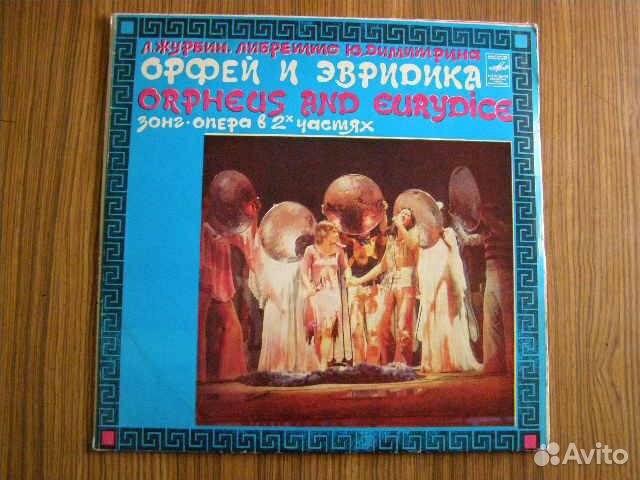 А.ЖУРБИН. ЛИБРЕТТО Ю.ДИМИТРИНА
ОРФЕЙ И ЭВРИДИКА
ORPHEUS AND EURYDICE
ЗОНГ-ОПЕРА В 2Х ЧАСТЯХ
Avito